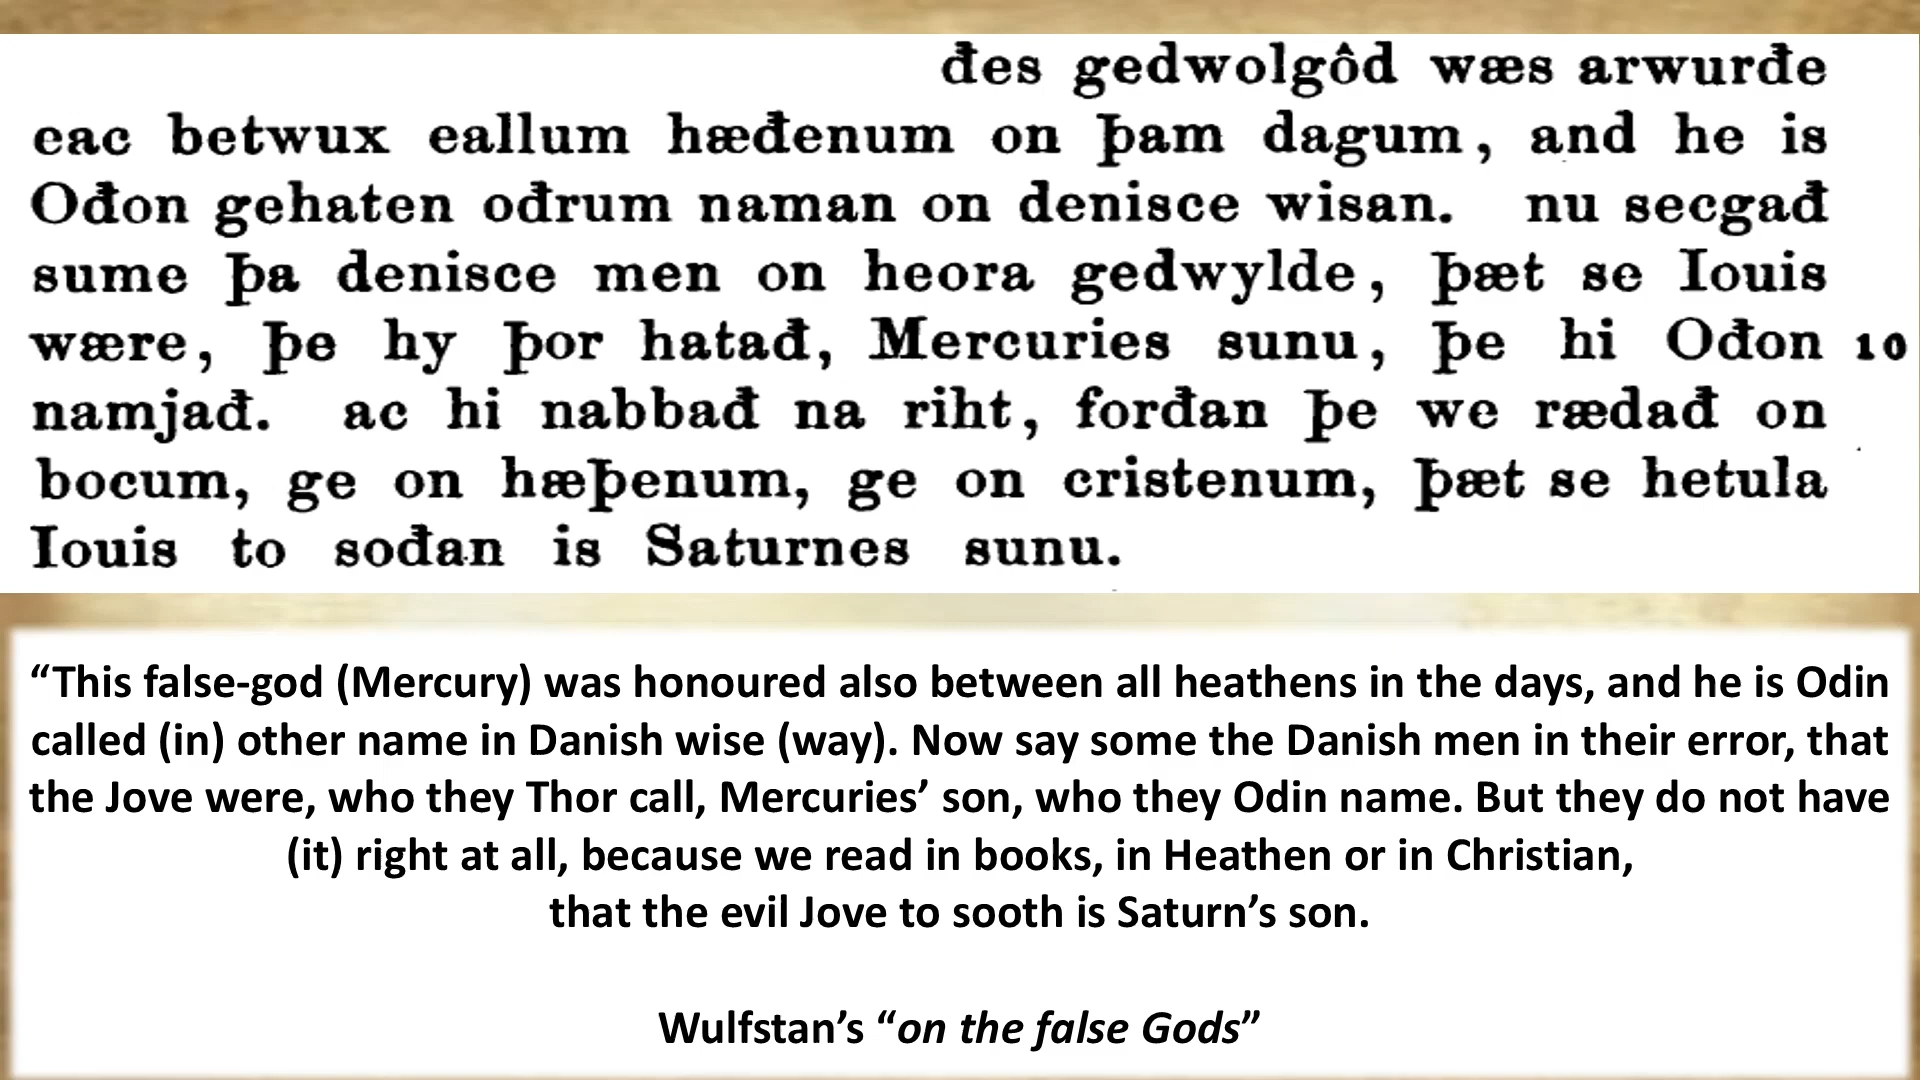 đes gedwolgôd wæs arwurđe
eac betwux eallum hæđenum on þam dagum, and he is
Ođon gehaten ođrum naman on denisce wisan. nu secgađ
sume þa denisce men on heora gedwylde, þæt se Iouis
wære, þe hy þor hatađ, Mercuries sunu, þe hi Ođon 10
namjađ. ac hi nabbađ na riht, forđan þe we rædađ on
bocum, ge on hæþenum, ge on cristenum, þæt se hetula
Iouis to sođan is Saturnes sunu.
“This false-god (Mercury) was honoured also between all heathens in the days, and he is Odin
called (in) other name in Danish wise (way). Now say some the Danish men in their error, that
the Jove were, who they Thor call, Mercuries’ son, who they Odin name. But they do not have
(it) right at all, because we read in books, in Heathen or in Christian,
that the evil Jove to sooth is Saturn’s son.
Wulfstan’s “on the false Gods”